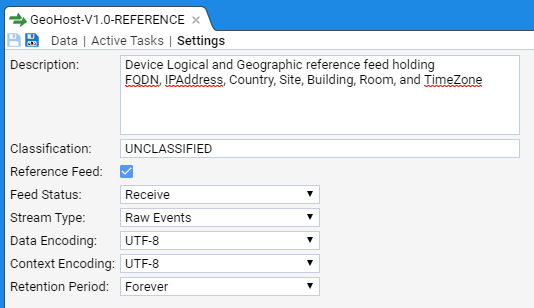 GeoHost-V1.0-REFERENCE ×
Data | Active Tasks | Settings
Description: Device Logical and Geographic reference feed holding
FQDN, IPAddress, Country, Site, Building, Room, and TimeZone
Classification: UNCLASSIFIED
Reference Feed:
Feed Status: Receive
Stream Type: Raw Events
Data Encoding: UTF-8
Context Encoding: UTF-8
Retention Period: Forever